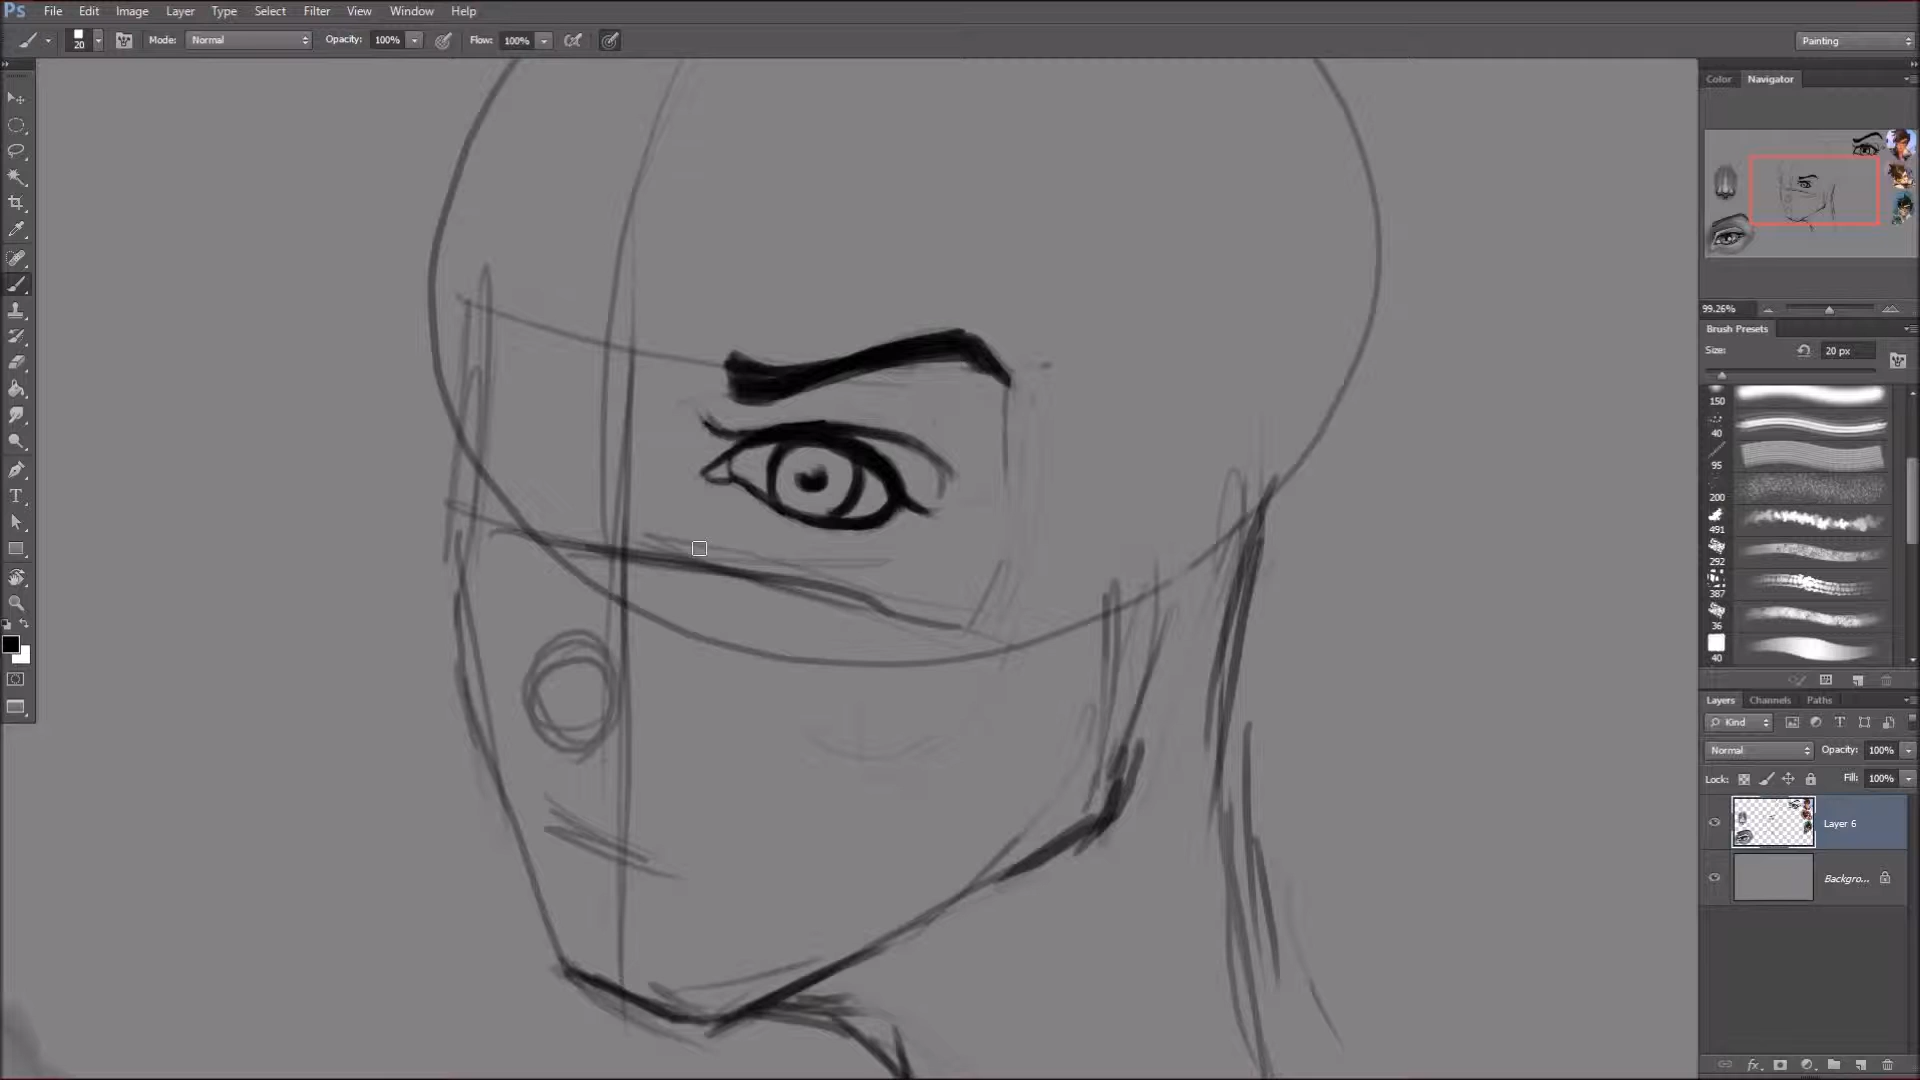 Ps File Edit Image Layer Type Select Filter View Window Help
20 Mode: Normal Opacity: 100% Flow: 100% Painting
Color Navigator
99.26%
Brush Presets
Size: 20 px
150
40
95
200
491
292
387
36
40
Layers Channels Paths
Kind
Normal Opacity: 100%
Lock: Fill: 100%
Layer 6
Backgro...